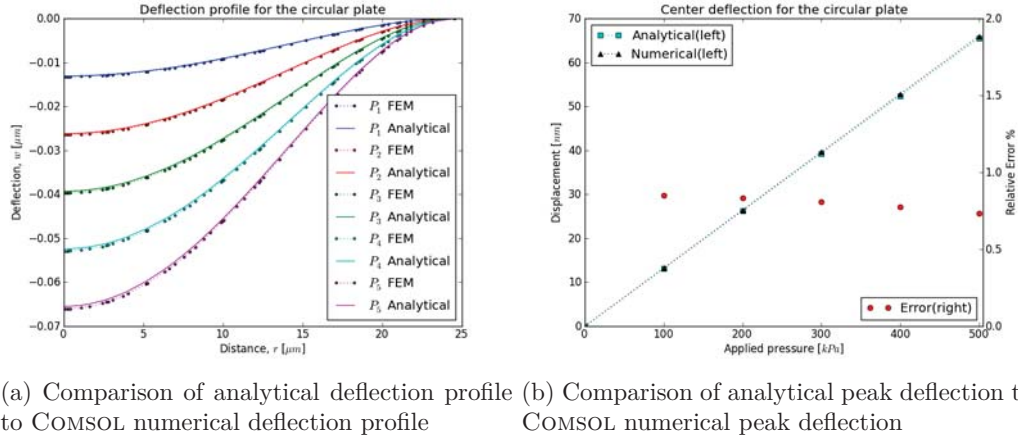 Deflection profile for the circular plate
0.00
−0.01
−0.02
−0.03
−0.04
−0.05
−0.06
−0.07
Deflection, w [μm]
P1 FEM
P1 Analytical
P2 FEM
P2 Analytical
P3 FEM
P3 Analytical
P4 FEM
P4 Analytical
P5 FEM
P5 Analytical
0 5 10 15 20 25
Distance, r [μm]
Center deflection for the circular plate
70
60
50
40
30
20
10
0
Displacement [nm]
Analytical(left)
Numerical(left)
Error(right)
2.0
1.5
1.0
0.5
0.0
Relative Error %
100 200 300 400 500
Applied pressure [kPa]
(a) Comparison of analytical deflection profile
to COMSOL numerical deflection profile
(b) Comparison of analytical peak deflection t
COMSOL numerical peak deflection